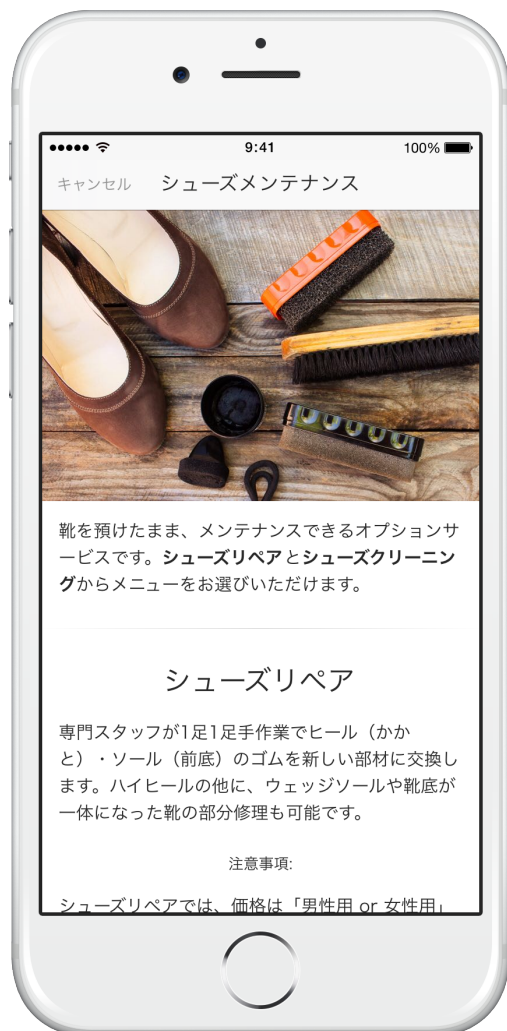 9:41
100%
キャンセル
シューズメンテナンス
靴を預けたまま、メンテナンスできるオプションサ
ービスです。シューズリペアとシューズクリーニン
グからメニューをお選びいただけます。
シューズリペア
専門スタッフが1足1足手作業でヒール（かか
と）・ソール（前底）のゴムを新しい部材に交換し
ます。ハイヒールの他に、ウェッジソールや靴底が
一体になった靴の部分修理も可能です。
注意事項:
シューズリペアでは、価格は「男性用 or 女性用」